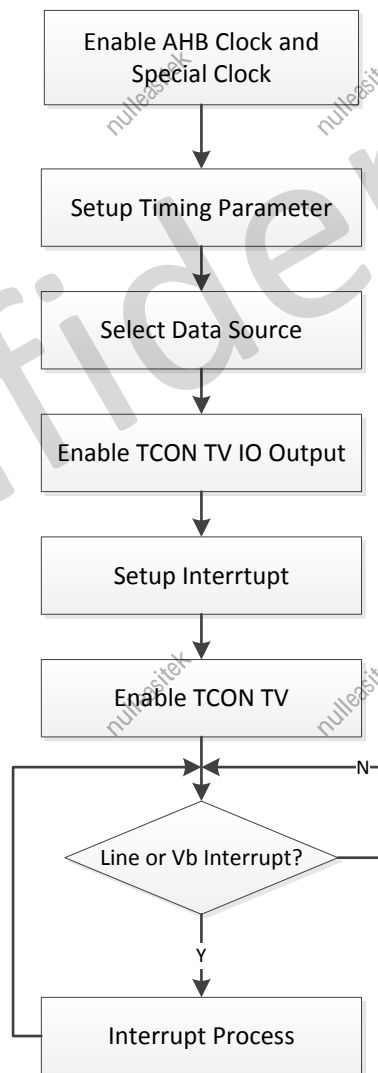 Enable AHB Clock and
Special Clock
nulleasitek
nulleasitek
Setup Timing Parameter
Select Data Source
Enable TCON TV IO Output
Setup Interrtupt
nulleasitek
nulleasitek
Enable TCON TV
N
Line or Vb Interrupt?
Y
Interrupt Process